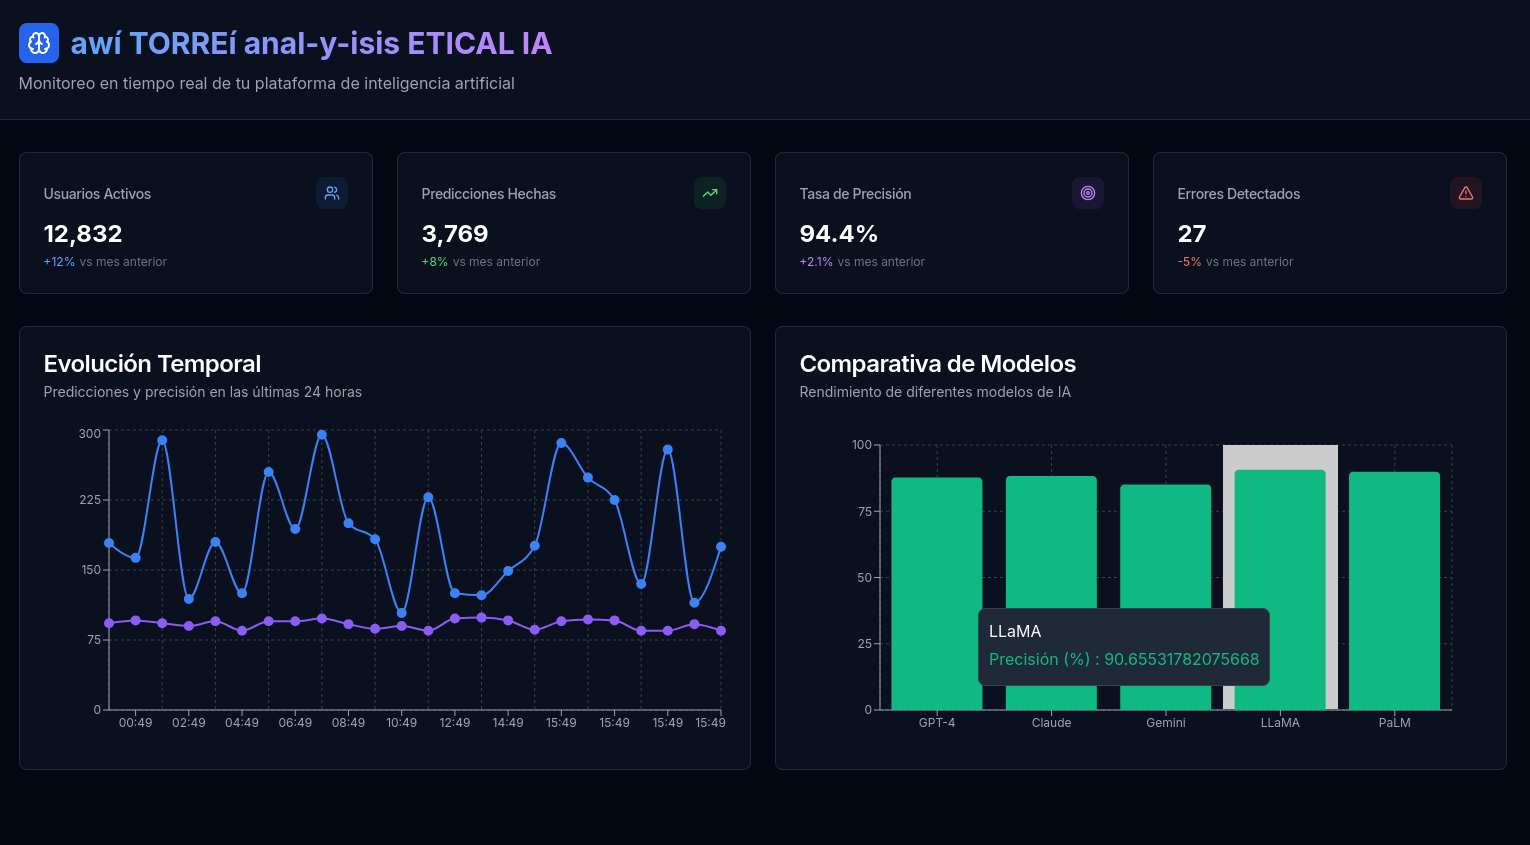 awí TORREí anal-y-isis ETICAL IA
Monitoreo en tiempo real de tu plataforma de inteligencia artificial
Usuarios Activos
12,832
+12% vs mes anterior
Predicciones Hechas
3,769
+8% vs mes anterior
Tasa de Precisión
94.4%
+2.1% vs mes anterior
Errores Detectados
27
-5% vs mes anterior
Evolución Temporal
Predicciones y precisión en las últimas 24 horas
300
225
150
75
0
00:49 02:49 04:49 06:49 08:49 10:49 12:49 14:49 15:49 15:49 15:49 15:49
Comparativa de Modelos
Rendimiento de diferentes modelos de IA
100
75
50
25
0
LLaMA
Precisión (%) : 90.65531782075668
GPT-4 Claude Gemini LLaMA PaLM